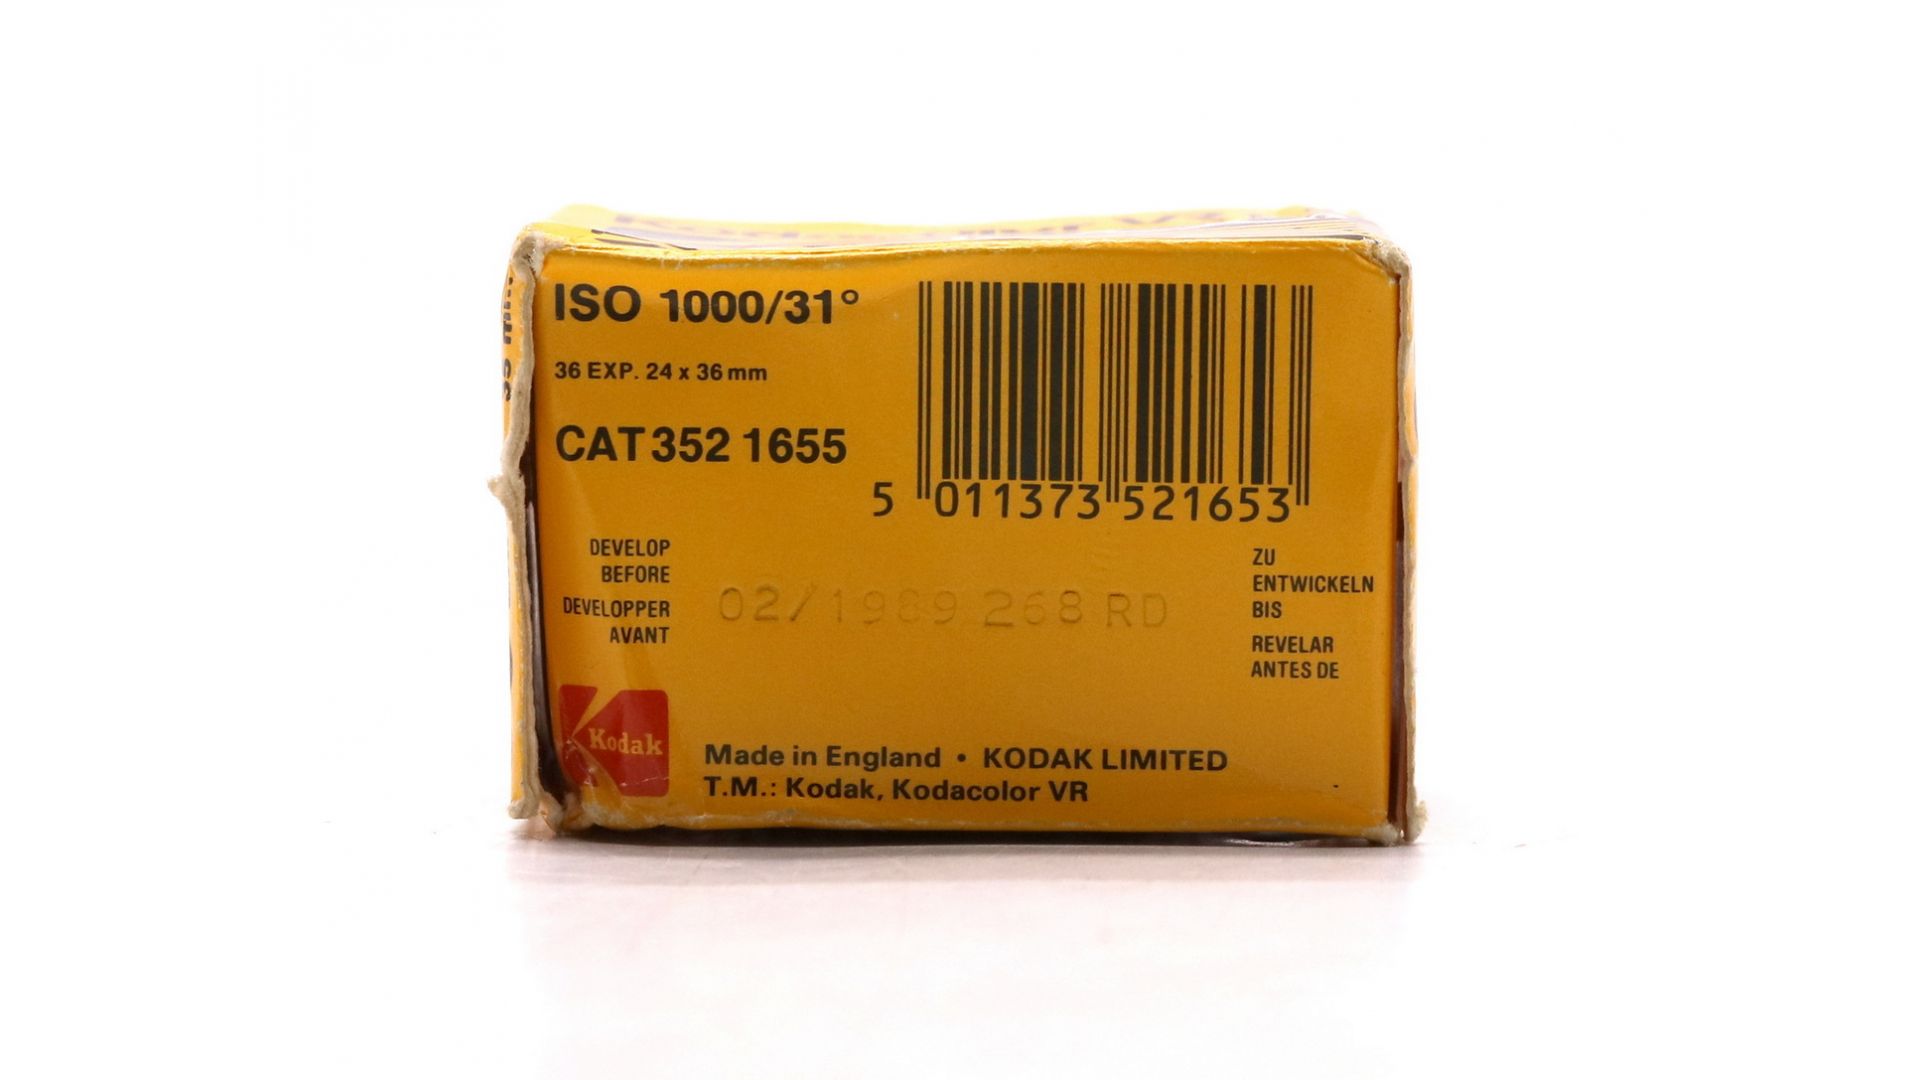 ISO 1000/31°
36 EXP. 24 x 36 mm
CAT 352 1655
5 011373 521653
DEVELOP
BEFORE
DEVELOPPER
AVANT
02/1989 268 RD
ZU
ENTWICKELN
BIS
REVELAR
ANTES DE
Kodak
Made in England • KODAK LIMITED
T.M.: Kodak, Kodacolor VR